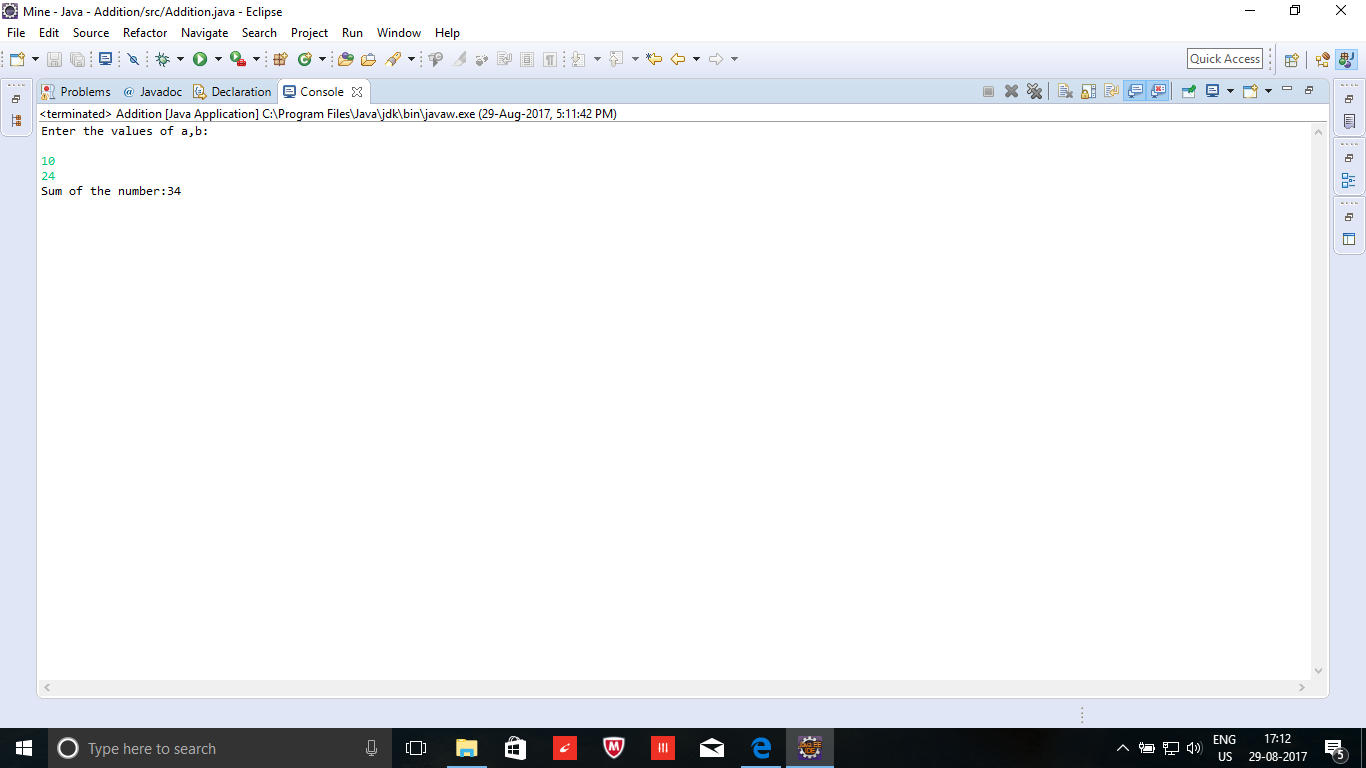 Mine - Java - Addition/src/Addition.java - Eclipse
File Edit Source Refactor Navigate Search Project Run Window Help
Quick Access
Problems @ Javadoc Declaration Console
<terminated> Addition [Java Application] C:\Program Files\Java\jdk\bin\javaw.exe (29-Aug-2017, 5:11:42 PM)
Enter the values of a,b:
10
24
Sum of the number:34
Type here to search
ENG
US
17:12
29-08-2017
5